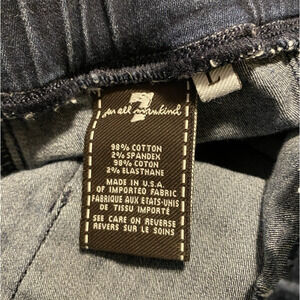 7
for all mankind
98% COTTON
2% SPANDEX
98% COTON
2% ELASTHANE
MADE IN U.S.A.
OF IMPORTED FABRIC
FABRIQUE AUX ETATS-UNIS
DE TISSU IMPORTÉ
SEE CARE ON REVERSE
REVERS SUR LE SOINS